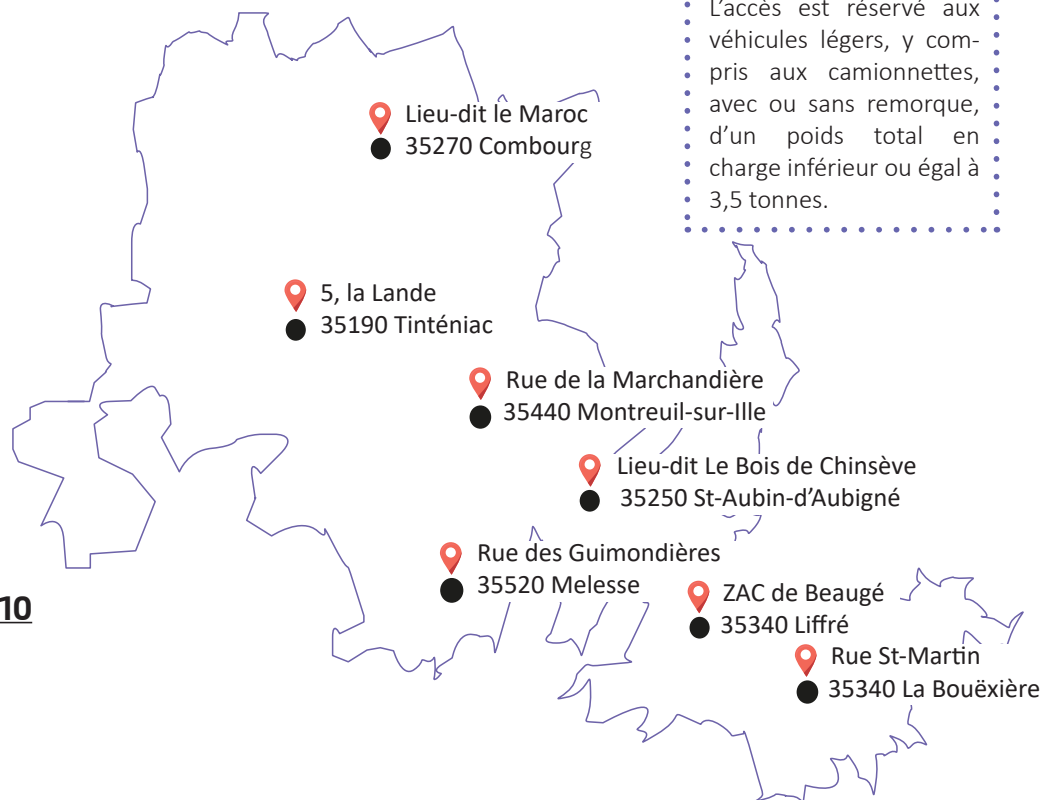 L'accès est réservé aux
véhicules légers, y com-
pris aux camionnettes,
avec ou sans remorque,
d'un poids total en
charge inférieur ou égal à
3,5 tonnes.
Lieu-dit le Maroc
35270 Combourg
5, la Lande
35190 Tinténiac
Rue de la Marchandière
35440 Montreuil-sur-Ille
Lieu-dit Le Bois de Chinsève
35250 St-Aubin-d'Aubigné
Rue des Guimondières
35520 Melesse
10
ZAC de Beaugé
35340 Liffré
Rue St-Martin
35340 La Bouëxière